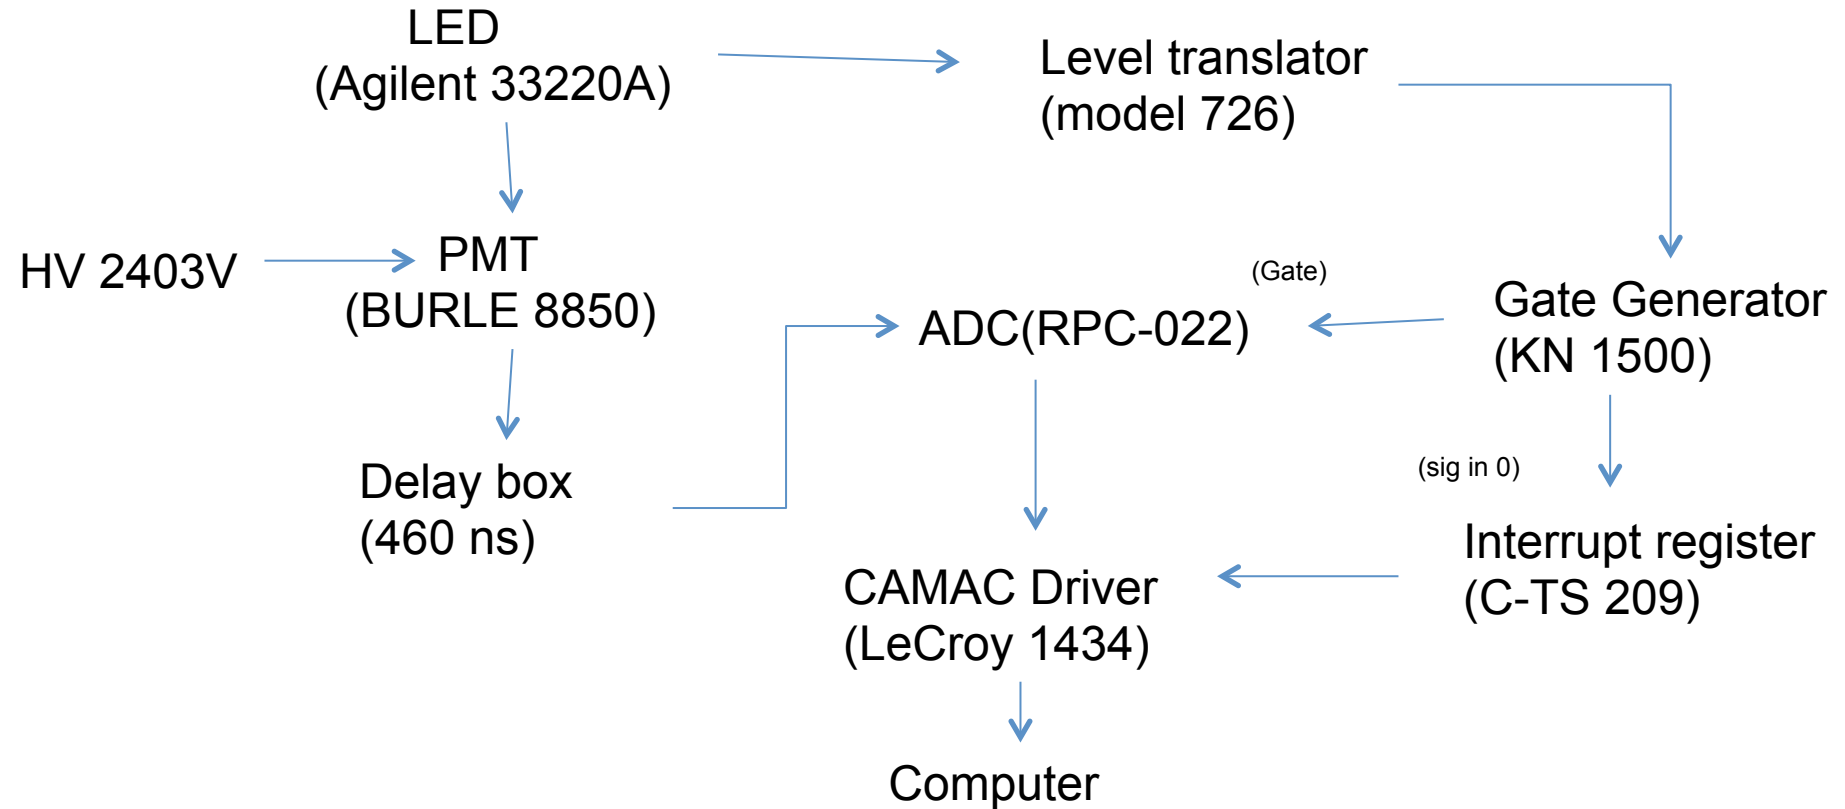 LED
(Agilent 33220A)
Level translator
(model 726)
HV 2403V
PMT
(BURLE 8850)
(Gate)
ADC(RPC-022)
Gate Generator
(KN 1500)
Delay box
(460 ns)
(sig in 0)
Interrupt register
(C-TS 209)
CAMAC Driver
(LeCroy 1434)
Computer